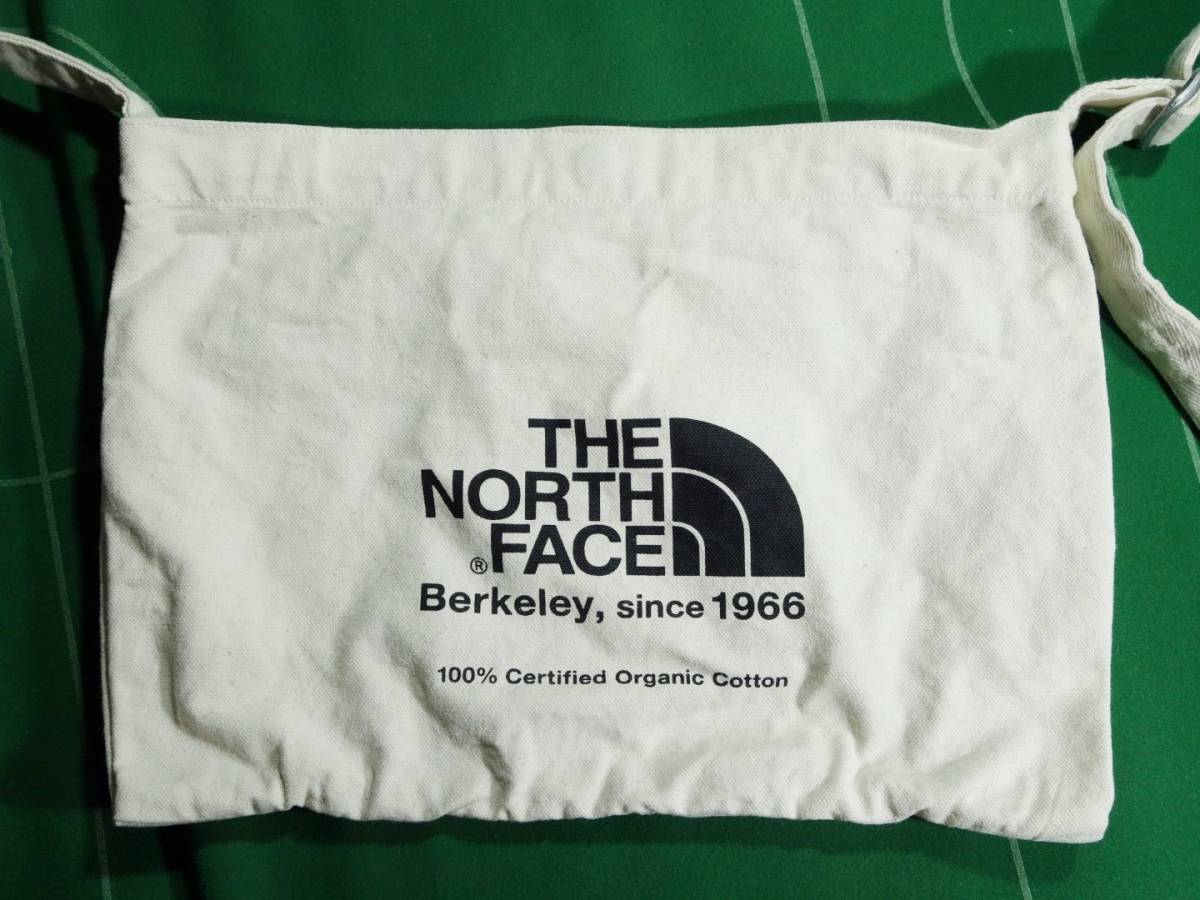 THE
NORTH
®FACE
Berkeley, since 1966
100% Certified Organic Cotton